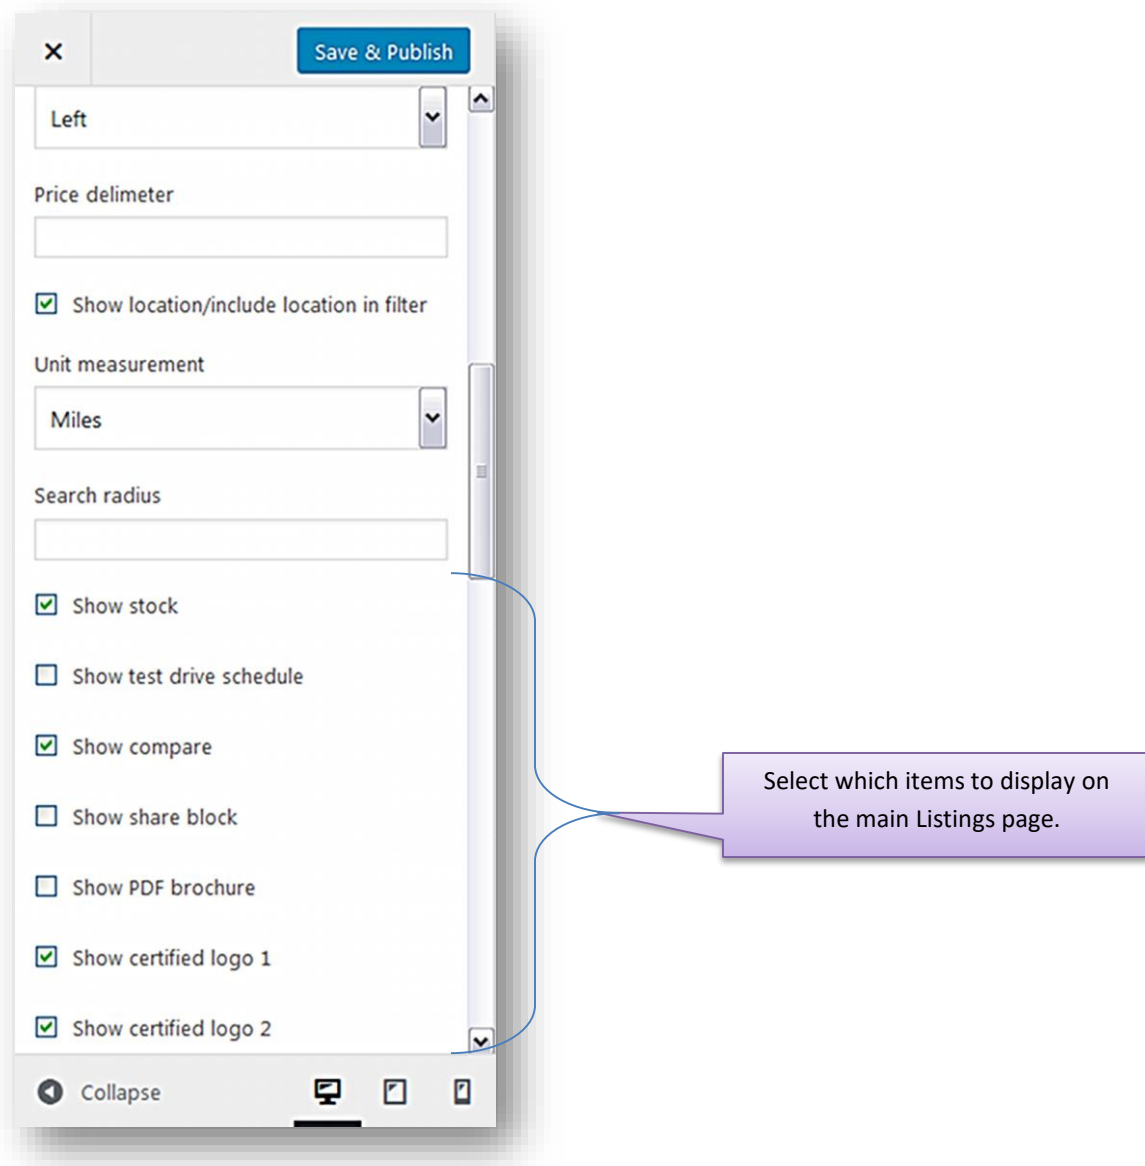 Save & Publish
Left
Price delimeter
Show location/include location in filter
Unit measurement
Miles
Search radius
Show stock
Show test drive schedule
Show compare
Show share block
Show PDF brochure
Show certified logo 1
Show certified logo 2
Collapse
Select which items to display on
the main Listings page.